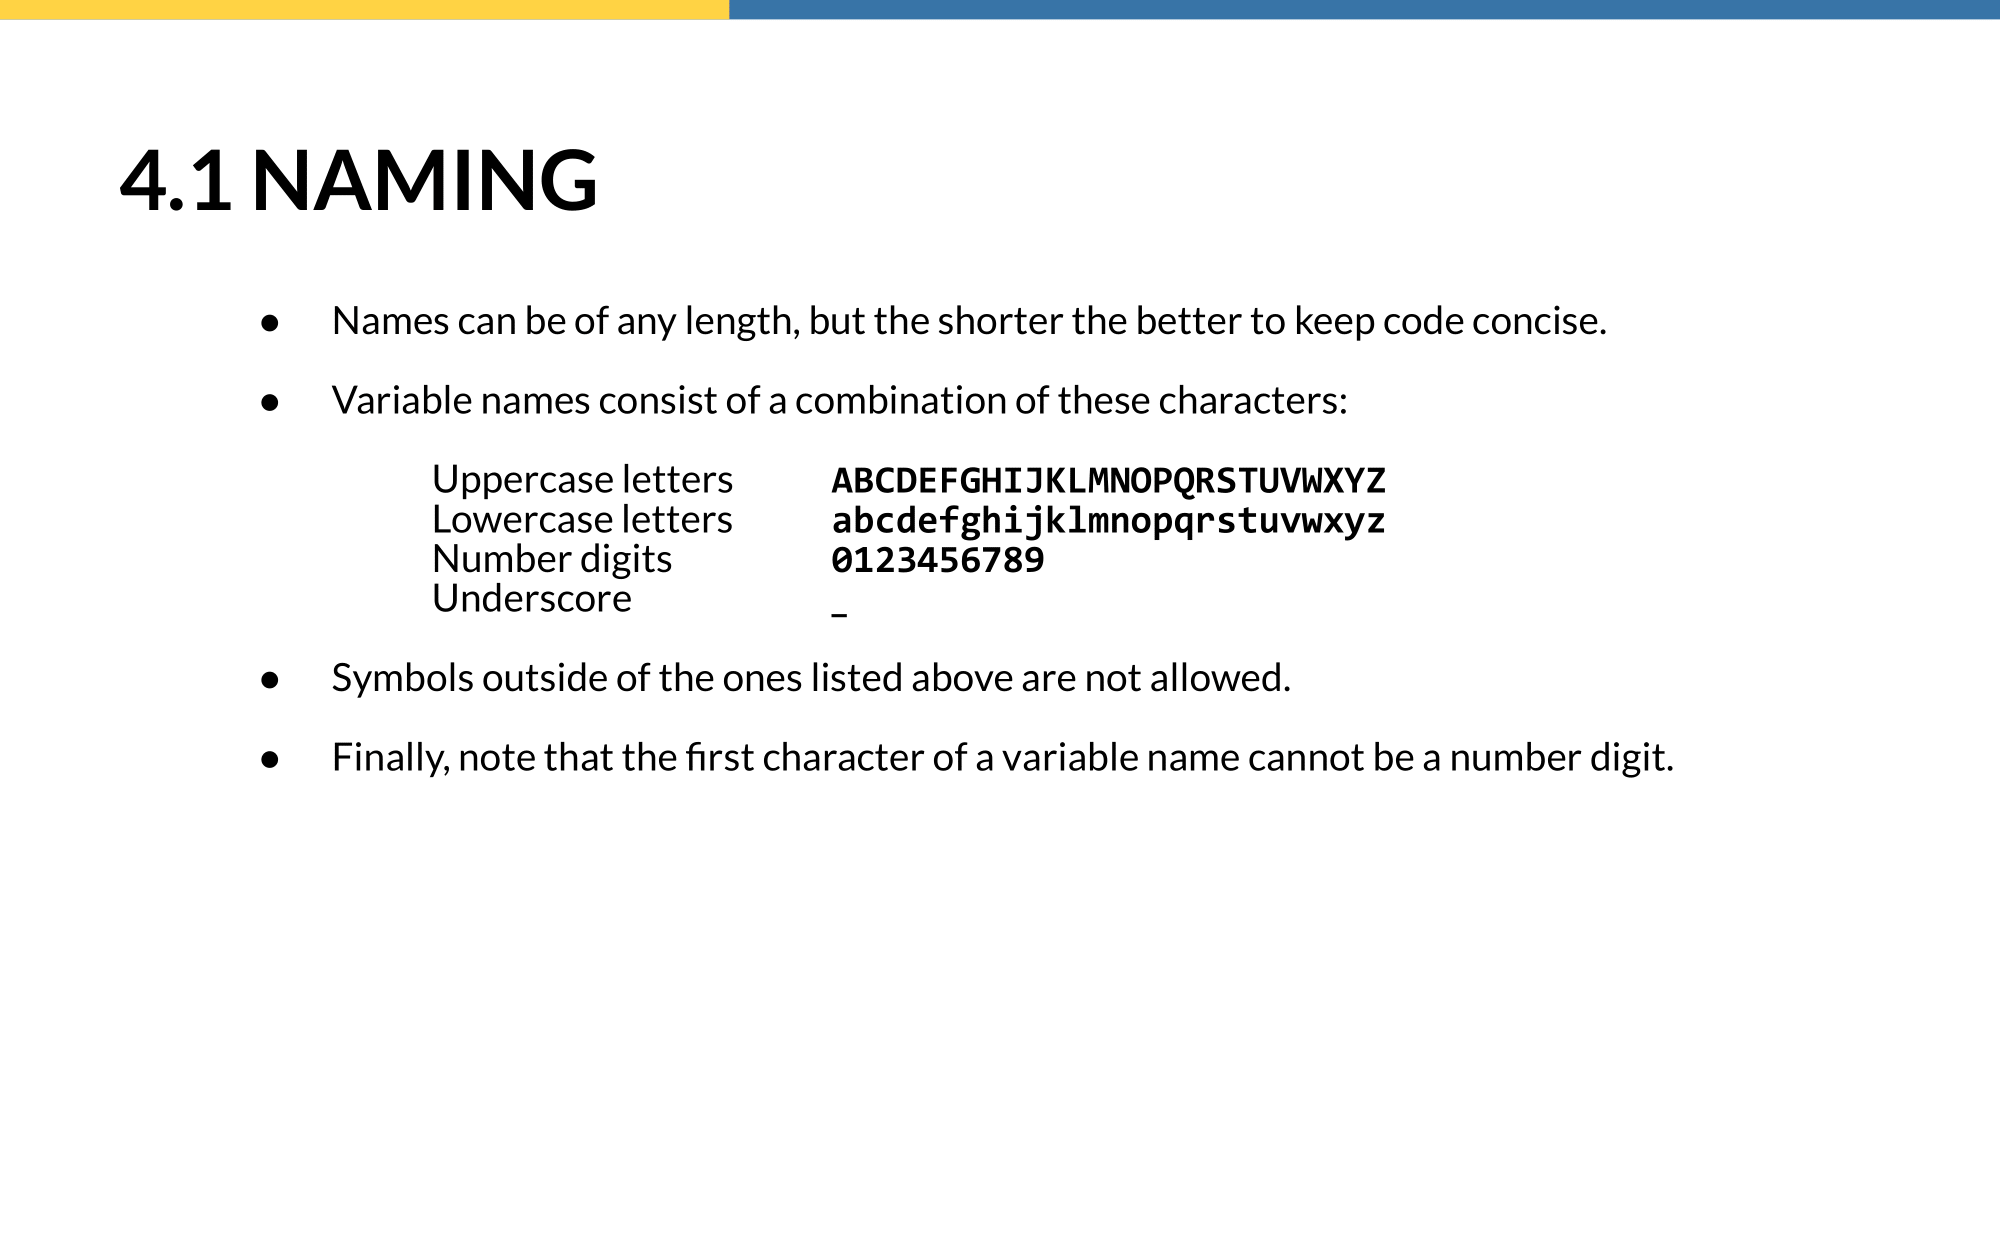 4.1 NAMING
● Names can be of any length, but the shorter the better to keep code concise.
● Variable names consist of a combination of these characters:
Uppercase letters ABCDEFGHIJKLMNOPQRSTUVWXYZ
Lowercase letters abcdefghijklmnopqrstuvwxyz
Number digits 0123456789
Underscore _
● Symbols outside of the ones listed above are not allowed.
● Finally, note that the first character of a variable name cannot be a number digit.